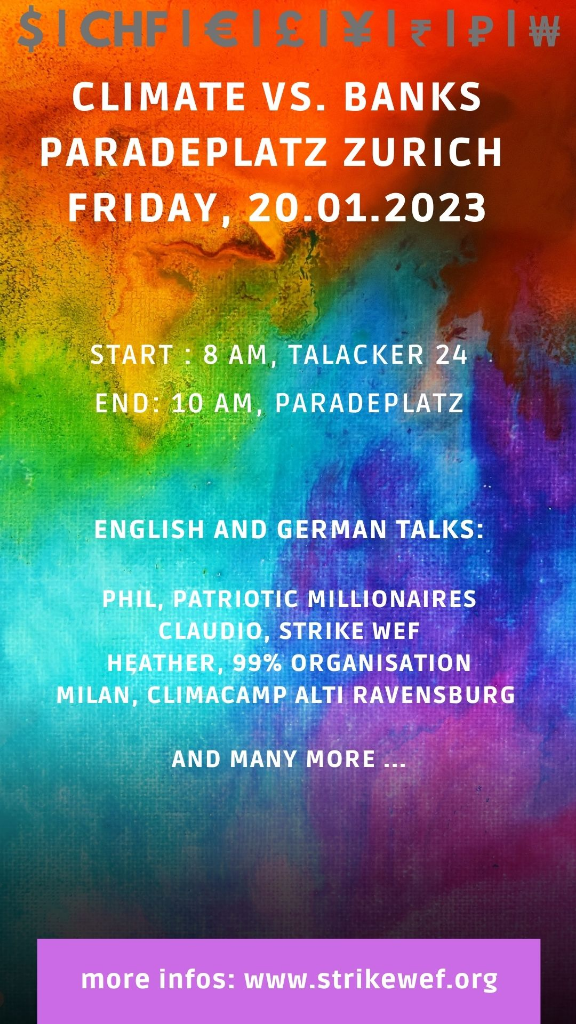 $ | CHF | € | £ | ¥ | ₹ | ₽ | ₩
CLIMATE VS. BANKS
PARADEPLATZ ZURICH
FRIDAY, 20.01.2023
START : 8 AM, TALACKER 24
END: 10 AM, PARADEPLATZ
ENGLISH AND GERMAN TALKS:
PHIL, PATRIOTIC MILLIONAIRES
CLAUDIO, STRIKE WEF
HEATHER, 99% ORGANISATION
MILAN, CLIMACAMP ALTI RAVENSBURG
AND MANY MORE ...
more infos: www.strikewef.org